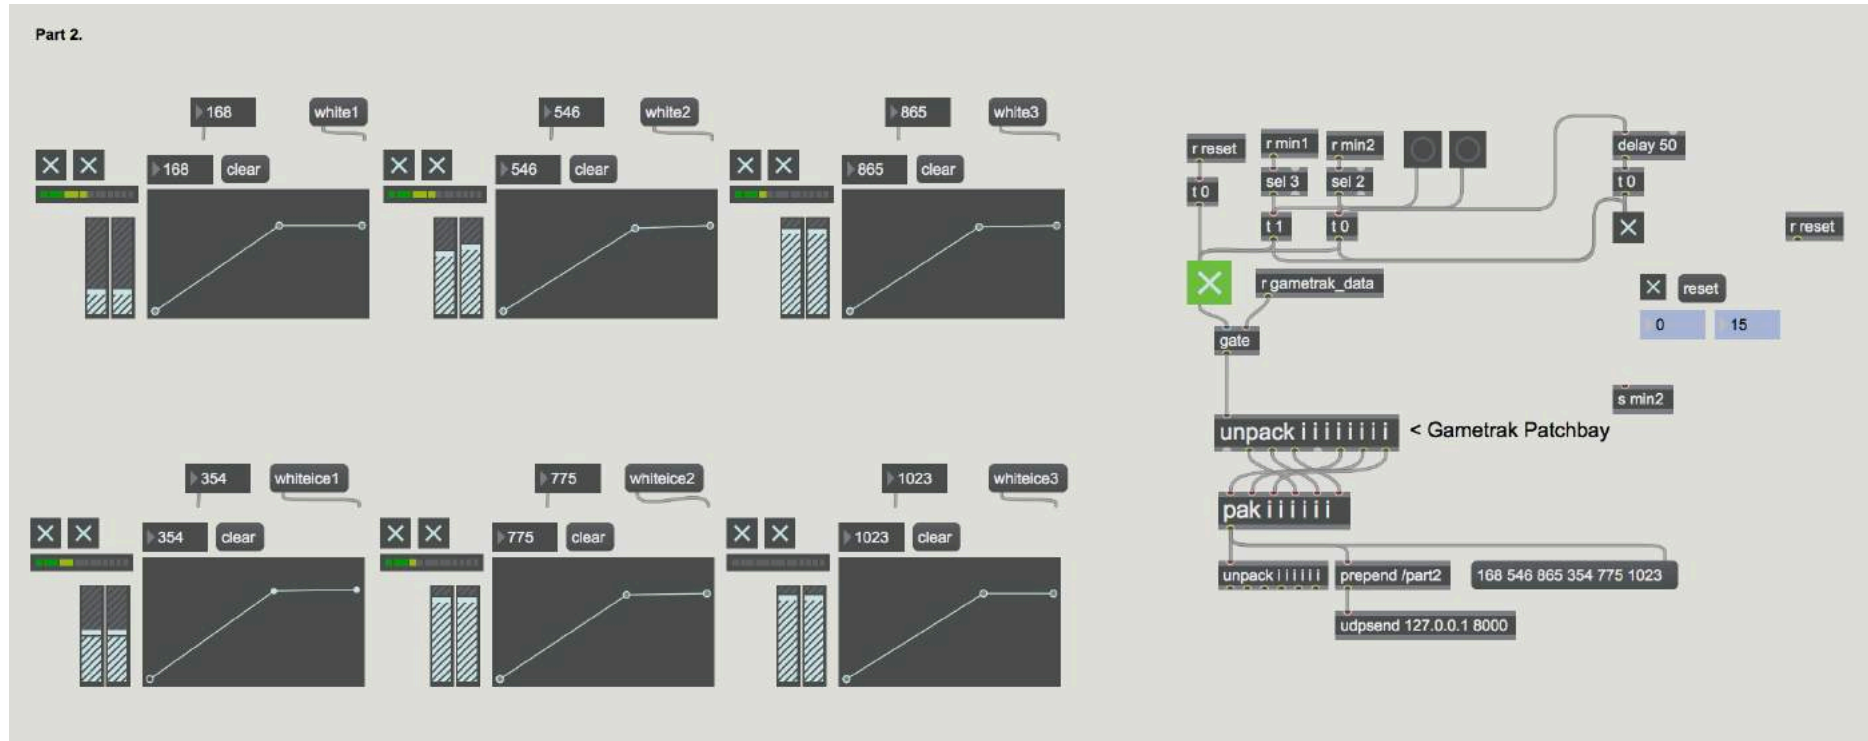 Part 2.
168
white1
546
white2
865
white3
168
clear
546
clear
865
clear
354
whiteice1
775
whiteice2
1023
whiteice3
354
clear
775
clear
1023
clear
r reset
r min1
r min2
delay 50
t 0
sel 3
sel 2
t 0
t 1
t 0
r reset
r gametrak_data
reset
0
15
gate
s min2
unpack i i i i i i i i
< Gametrak Patchbay
pak i i i i i i
unpack i i i i i i
prepend /part2
168 546 865 354 775 1023
udpsend 127.0.0.1 8000